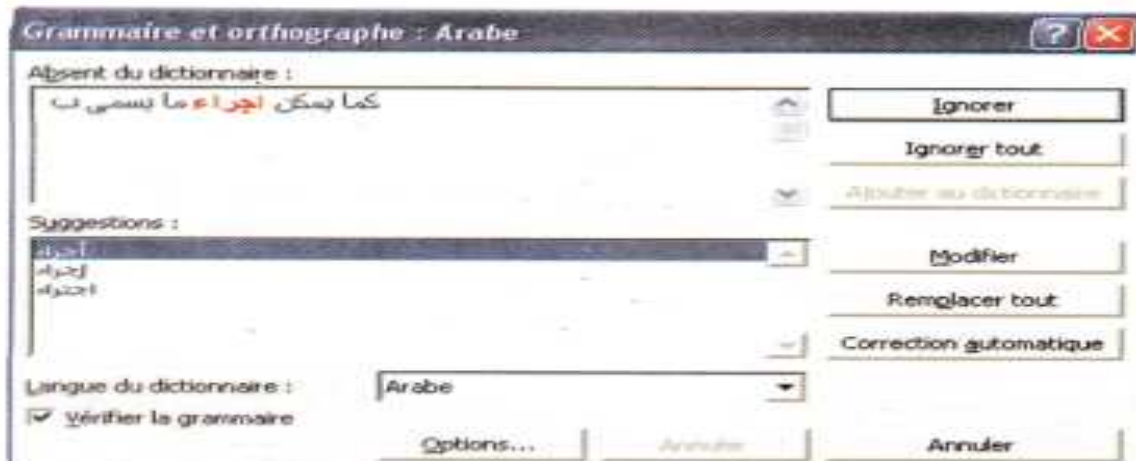 Grammaire et orthographe : Arabe
Absent du dictionnaire :
كما يمكن اجراء ما يسمى ب
Ignorer
Ignorer tout
Ajouter au dictionnaire
Suggestions :
أجراء
إجراء
اجتراء
Modifier
Remplacer tout
Correction automatique
Langue du dictionnaire :
Arabe
Vérifier la grammaire
Options...
Annuler
Annuler